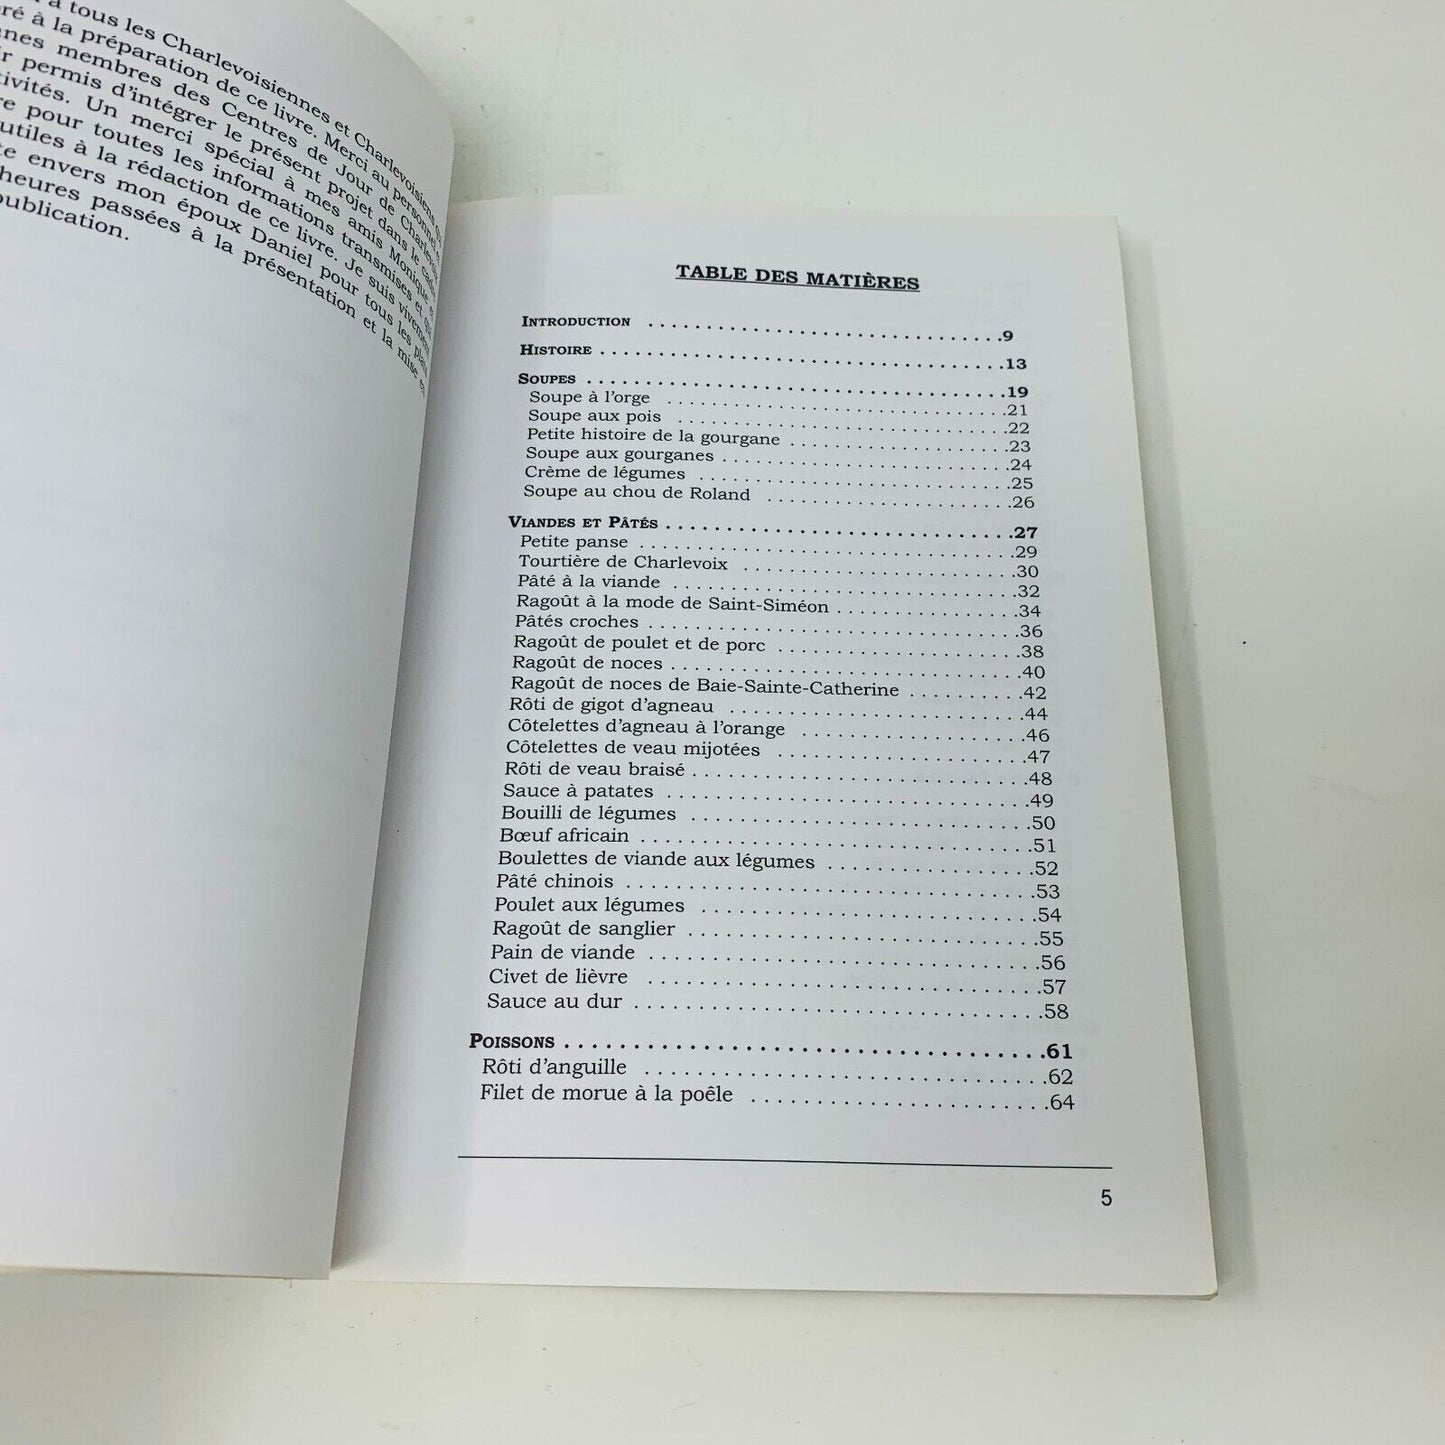 à tous les Charlevoisiennes et Charlevoisiens
à la préparation de ce livre. Merci au personnel
membres des Centres de Jour de
permis d'intégrer le présent projet dans le
Un merci spécial à mes amis Monique
pour toutes les informations transmises et
utiles à la rédaction de ce livre. Je suis
envers mon époux Daniel pour tous les
heures passées à la présentation et la mise
publication.
TABLE DES MATIÈRES
INTRODUCTION . . . . . . . . . . . . . . . . . . . . . . . . . . . . . . .9
HISTOIRE . . . . . . . . . . . . . . . . . . . . . . . . . . . . . . . . . . .13
SOUPES . . . . . . . . . . . . . . . . . . . . . . . . . . . . . . . . . . . .19
Soupe à l'orge . . . . . . . . . . . . . . . . . . . . . . . . . . . . . .21
Soupe aux pois . . . . . . . . . . . . . . . . . . . . . . . . . . . . .22
Petite histoire de la gourgane . . . . . . . . . . . . . . . . . . .23
Soupe aux gourganes . . . . . . . . . . . . . . . . . . . . . . . . .24
Crème de légumes . . . . . . . . . . . . . . . . . . . . . . . . . . .25
Soupe au chou de Roland . . . . . . . . . . . . . . . . . . . . .26
VIANDES ET PÂTÉS . . . . . . . . . . . . . . . . . . . . . . . . . . . . . .27
Petite panse . . . . . . . . . . . . . . . . . . . . . . . . . . . . . . . .29
Tourtière de Charlevoix . . . . . . . . . . . . . . . . . . . . . . .30
Pâté à la viande . . . . . . . . . . . . . . . . . . . . . . . . . . . . .32
Ragoût à la mode de Saint-Siméon . . . . . . . . . . . . . . . .34
Pâtés croches . . . . . . . . . . . . . . . . . . . . . . . . . . . . . . .36
Ragoût de poulet et de porc . . . . . . . . . . . . . . . . . . . . .38
Ragoût de noces . . . . . . . . . . . . . . . . . . . . . . . . . . . . . .40
Ragoût de noces de Baie-Sainte-Catherine . . . . . . . . . .42
Rôti de gigot d'agneau . . . . . . . . . . . . . . . . . . . . . . . . .44
Côtelettes d'agneau à l'orange . . . . . . . . . . . . . . . . . . .46
Côtelettes de veau mijotées . . . . . . . . . . . . . . . . . . . . .47
Rôti de veau braisé . . . . . . . . . . . . . . . . . . . . . . . . . . . .48
Sauce à patates . . . . . . . . . . . . . . . . . . . . . . . . . . . . . .49
Bouilli de légumes . . . . . . . . . . . . . . . . . . . . . . . . . . . .50
Bœuf africain . . . . . . . . . . . . . . . . . . . . . . . . . . . . . . . .51
Boulettes de viande aux légumes . . . . . . . . . . . . . . . . .52
Pâté chinois . . . . . . . . . . . . . . . . . . . . . . . . . . . . . . . . .53
Poulet aux légumes . . . . . . . . . . . . . . . . . . . . . . . . . . .54
Ragoût de sanglier . . . . . . . . . . . . . . . . . . . . . . . . . . . .55
Pain de viande . . . . . . . . . . . . . . . . . . . . . . . . . . . . . . .56
Civet de lièvre . . . . . . . . . . . . . . . . . . . . . . . . . . . . . . .57
Sauce au dur . . . . . . . . . . . . . . . . . . . . . . . . . . . . . . . .58
POISSONS . . . . . . . . . . . . . . . . . . . . . . . . . . . . . . . . . . .61
Rôti d'anguille . . . . . . . . . . . . . . . . . . . . . . . . . . . . . . .62
Filet de morue à la poêle . . . . . . . . . . . . . . . . . . . . . . .64
5